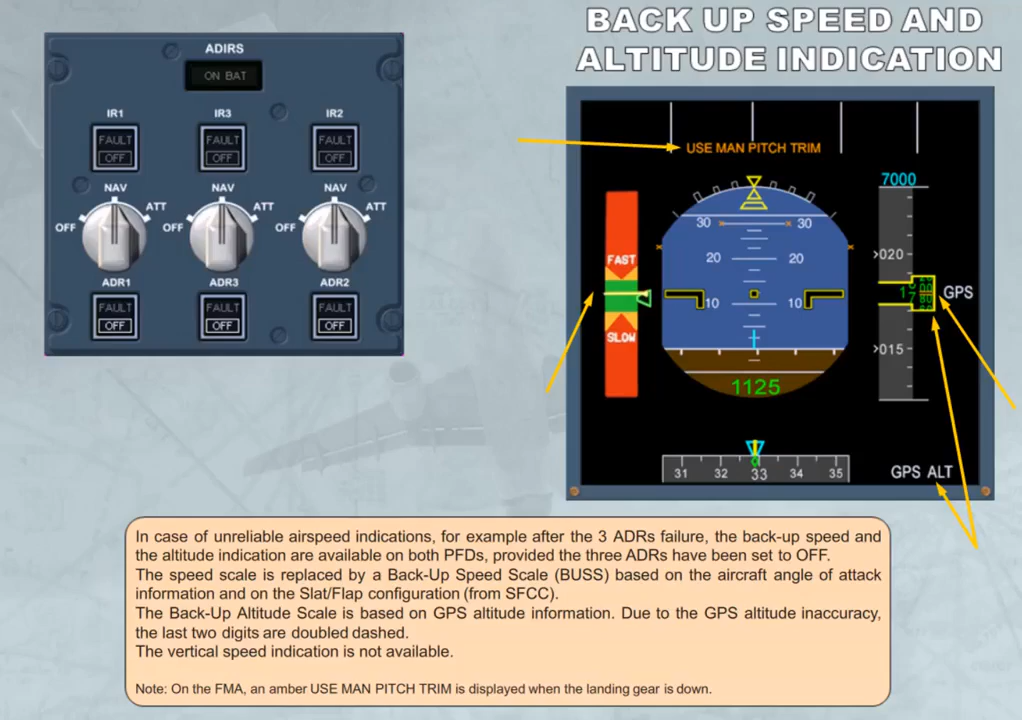 BACK UP SPEED AND
ALTITUDE INDICATION
ADIRS
ON BAT
IR1 IR3 IR2
FAULT FAULT FAULT
OFF OFF OFF
NAV NAV NAV
ATT ATT ATT
OFF OFF OFF
ADR1 ADR3 ADR2
FAULT FAULT FAULT
OFF OFF OFF
USE MAN PITCH TRIM
7000
30 30
020
FAST
20 20
GPS
10 10
SLOW
015
1125
31 32 33 34 35
GPS ALT
In case of unreliable airspeed indications, for example after the 3 ADRs failure, the back-up speed and
the altitude indication are available on both PFDs, provided the three ADRs have been set to OFF.
The speed scale is replaced by a Back-Up Speed Scale (BUSS) based on the aircraft angle of attack
information and on the Slat/Flap configuration (from SFCC).
The Back-Up Altitude Scale is based on GPS altitude information. Due to the GPS altitude inaccuracy,
the last two digits are doubled dashed.
The vertical speed indication is not available.
Note: On the FMA, an amber USE MAN PITCH TRIM is displayed when the landing gear is down.